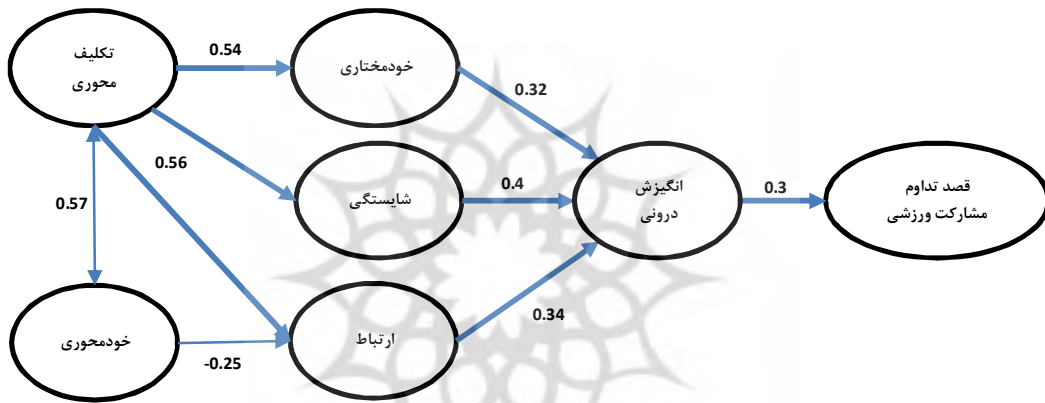 تکلیف
محوری
0.54
خودمختاری
0.32
0.56
0.57
شایستگی
0.4
انگیزش
درونی
0.3
قصد تداوم
مشارکت ورزشی
خودمحوری
-0.25
ارتباط
0.34